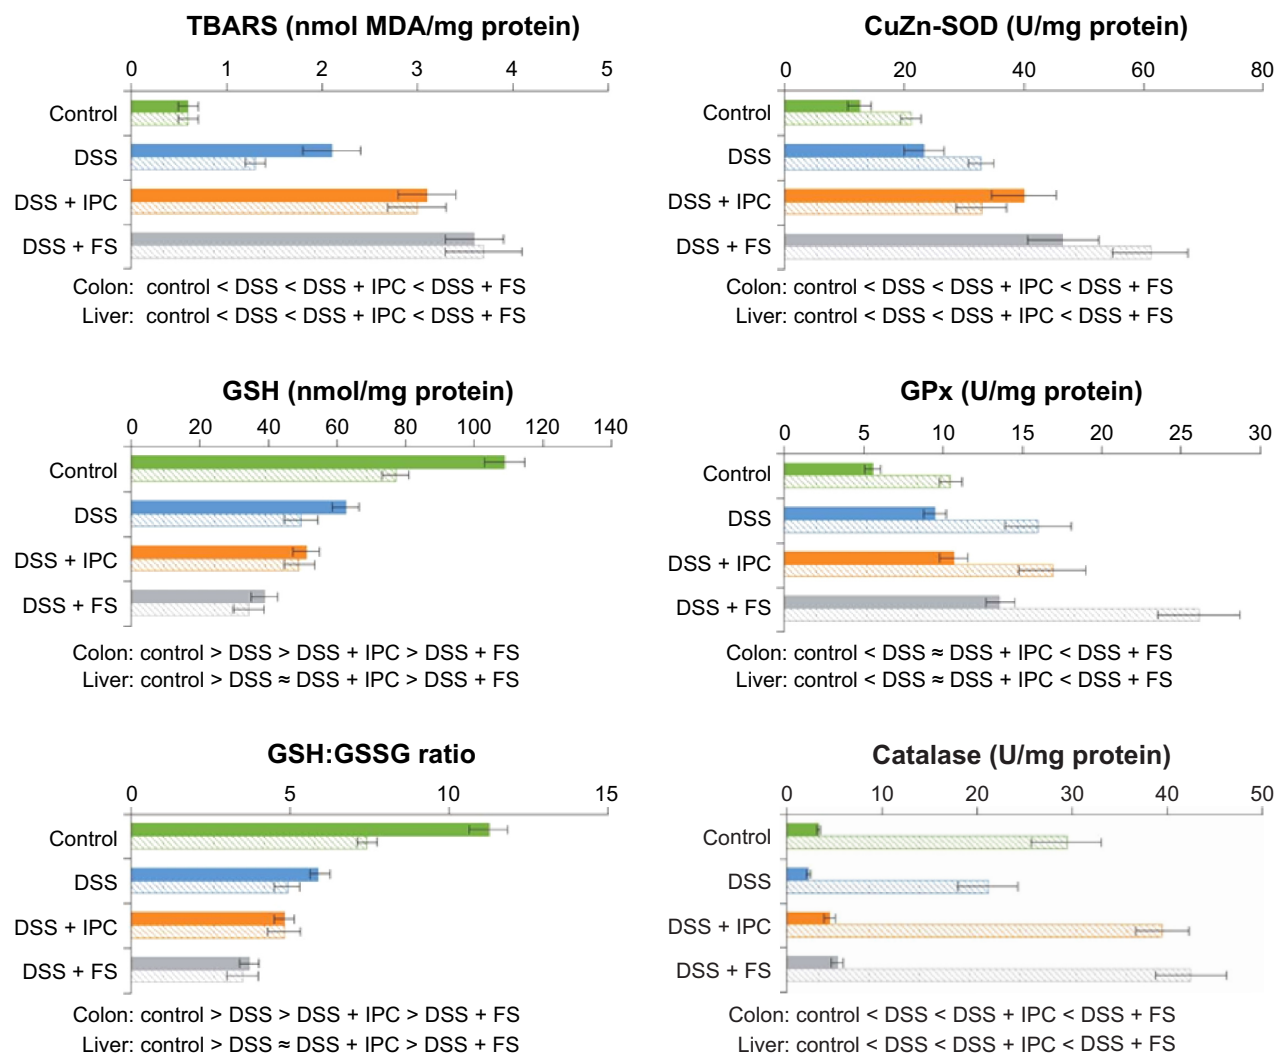 TBARS (nmol MDA/mg protein)
0 1 2 3 4 5
Control
DSS
DSS + IPC
DSS + FS
Colon: control < DSS < DSS + IPC < DSS + FS
Liver: control < DSS < DSS + IPC < DSS + FS
CuZn-SOD (U/mg protein)
0 20 40 60 80
Control
DSS
DSS + IPC
DSS + FS
Colon: control < DSS < DSS + IPC < DSS + FS
Liver: control < DSS < DSS + IPC < DSS + FS
GSH (nmol/mg protein)
0 20 40 60 80 100 120 140
Control
DSS
DSS + IPC
DSS + FS
Colon: control > DSS > DSS + IPC > DSS + FS
Liver: control > DSS ≈ DSS + IPC > DSS + FS
GPx (U/mg protein)
0 5 10 15 20 25 30
Control
DSS
DSS + IPC
DSS + FS
Colon: control < DSS ≈ DSS + IPC < DSS + FS
Liver: control < DSS ≈ DSS + IPC < DSS + FS
GSH:GSSG ratio
0 5 10 15
Control
DSS
DSS + IPC
DSS + FS
Colon: control > DSS > DSS + IPC > DSS + FS
Liver: control > DSS ≈ DSS + IPC > DSS + FS
Catalase (U/mg protein)
0 10 20 30 40 50
Control
DSS
DSS + IPC
DSS + FS
Colon: control < DSS < DSS + IPC < DSS + FS
Liver: control < DSS < DSS + IPC < DSS + FS